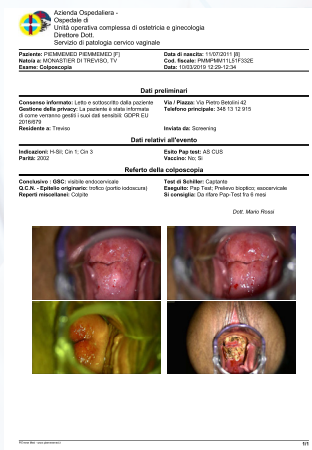 Azienda Ospedaliera -
Ospedale di
Unità operativa complessa di ostetricia e ginecologia
Direttore Dott.
Servizio di patologia cervico vaginale
Paziente: PIEMMEMED PIEMMEMED [F]
Data di nascita: 11/07/2011 [8]
Nato/a a: MONASTIER DI TREVISO, TV
Cod. fiscale: PMMPMM11L51F332E
Esame: Colposcopia
Data: 10/03/2019 12:29-12:34
Dati preliminari
Consenso informato: Letto e sottoscritto dalla paziente
Via / Piazza: Via Pietro Betolini 42
Gestione della privacy: La paziente è stata informata
Telefono principale: 348 13 12 915
di come verranno gestiti i suoi dati sensibili: GDPR EU
2016/679
Residente a: Treviso
Inviata da: Screening
Dati relativi all'evento
Indicazioni: H-Sil; Cin 1; Cin 3
Esito Pap test: AS CUS
Parità: 2002
Vaccino: No; Si
Referto della colposcopia
Conclusivo : GSC: visibile endocervicale
Test di Schiller: Captante
Q.C.N. - Epitelio originario: trofico (portio iodoscura)
Eseguito: Pap Test; Prelievo bioptico; esocervicale
Reperti miscellanei: Colpite
Si consiglia: Da rifare Pap-Test fra 6 mesi
Dott. Mario Rossi
1/1